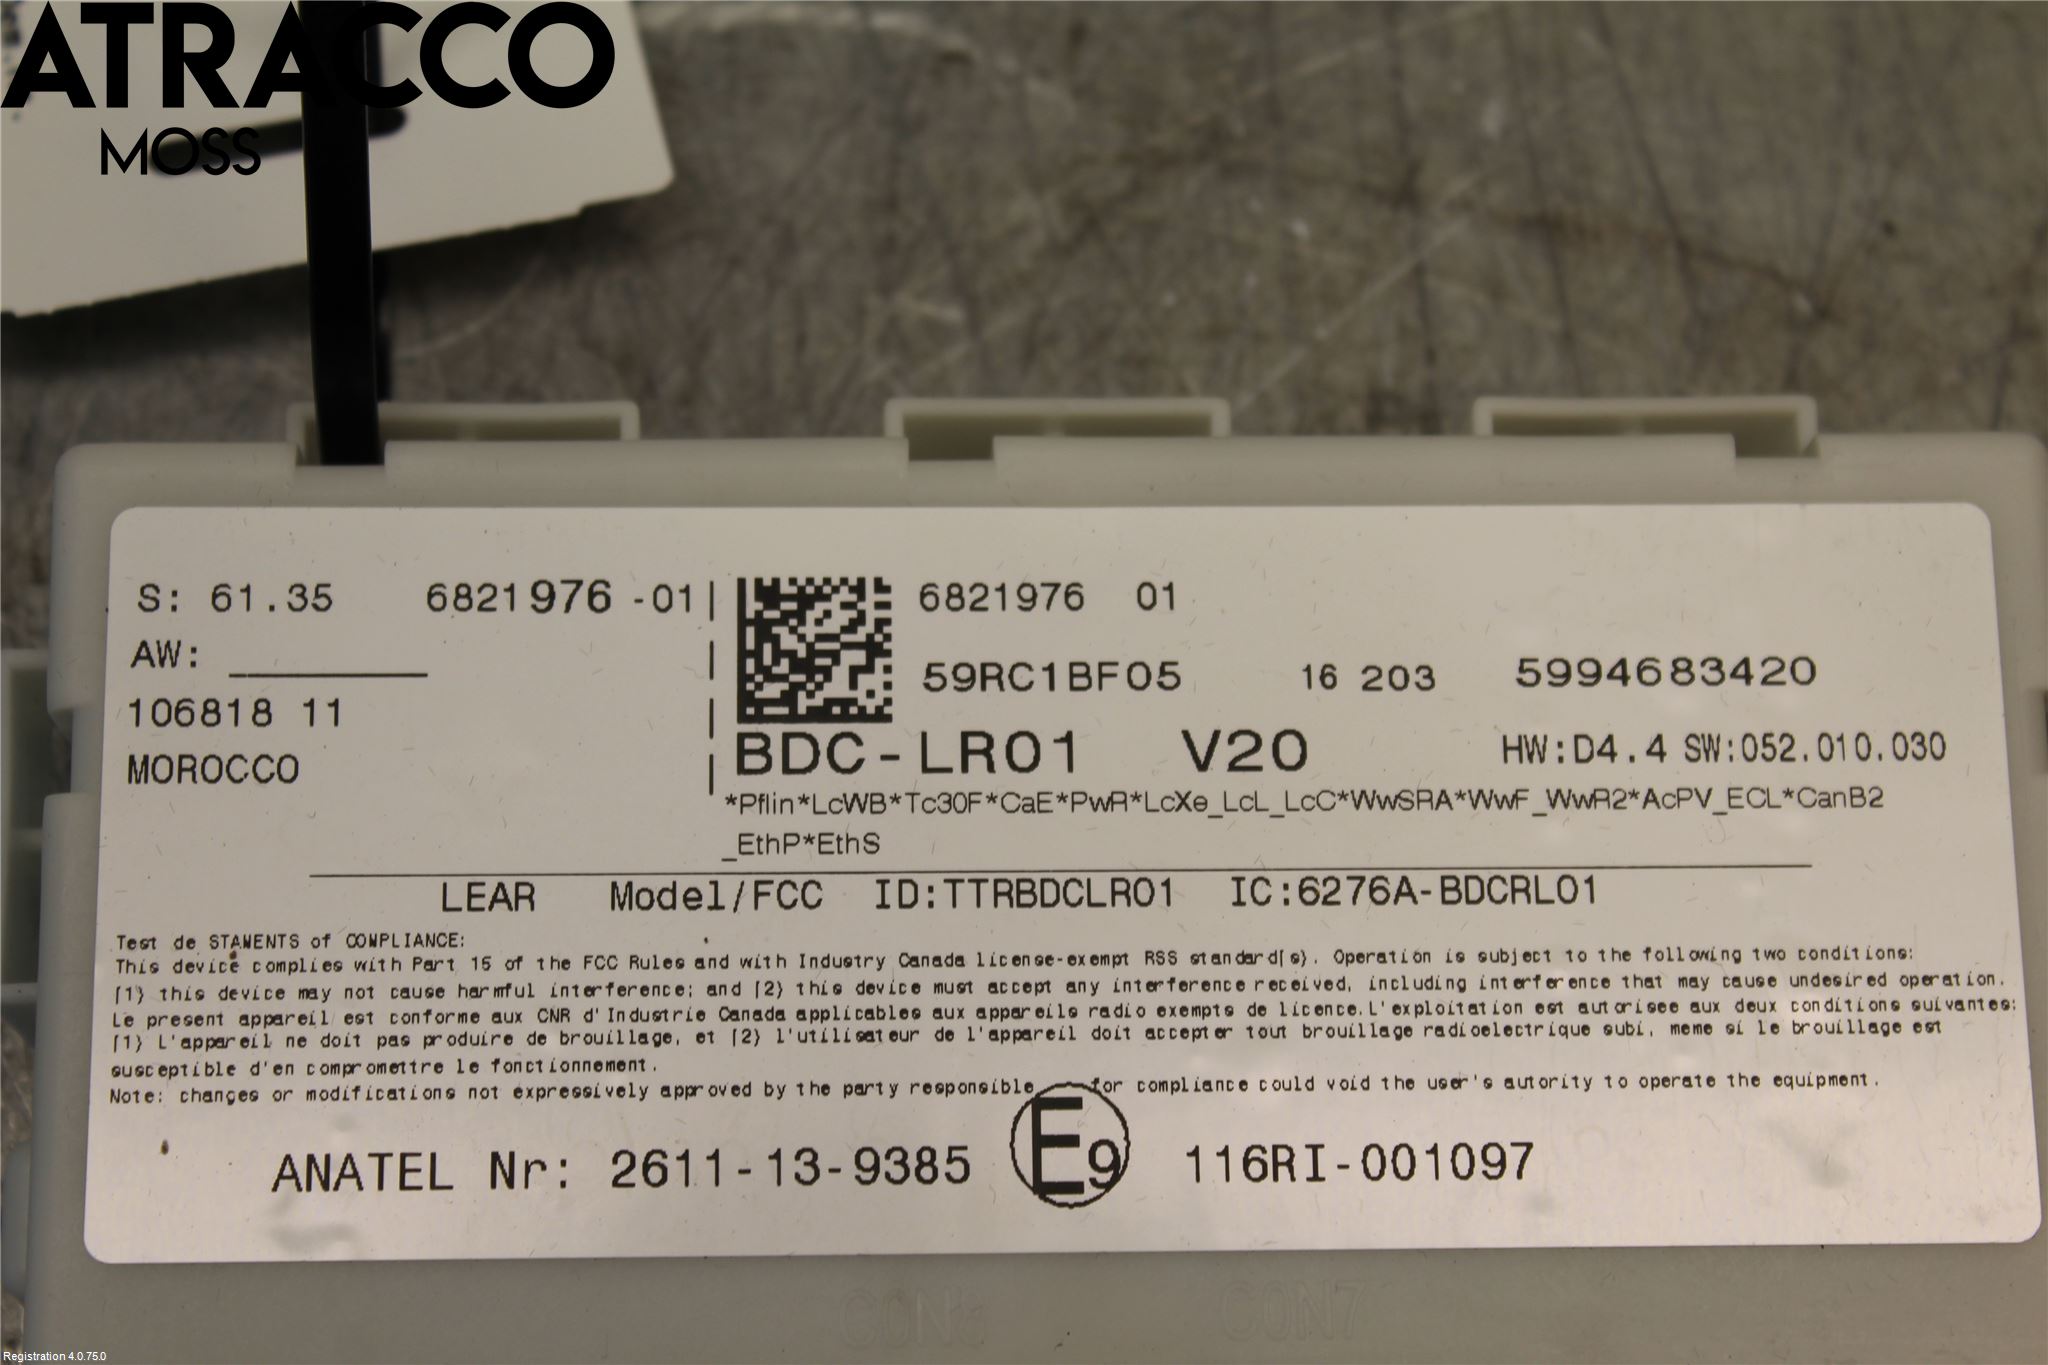 ATRACCO
MOSS
S: 61.35 6821976 -01
AW:
106818 11
MOROCCO
6821976 01
59RC1BF05 16 203 5994683420
BDC-LR01 V20 HW:D4.4 SW:052.010.030
*Pflin*LcWB*Tc30F*CaE*PwR*LcXe_LcL_LcC*WwSRA*WwF_WwR2*AcPV_ECL*CanB2
_EthP*EthS
LEAR Model/FCC ID:TTRBDCLR01 IC:6276A-BDCRL01
Test de STAMENTS of COMPLIANCE:
This device complies with Part 15 of the FCC Rules and with Industry Canada license-exempt RSS standard(s). Operation is subject to the following two conditions:
(1) this device may not cause harmful interference; and (2) this device must accept any interference received, including interference that may cause undesired operation.
Le present appareil est conforme aux CNR d'Industrie Canada applicables aux appareils radio exempts de licence.L'exploitation est autorisee aux deux conditions suivantes:
(1) L'appareil ne doit pas produire de brouillage, et (2) l'utilisateur de l'appareil doit accepter tout brouillage radioelectrique subi, meme si le brouillage est
susceptible d'en compromettre le fonctionnement.
Note: changes or modifications not expressively approved by the party responsible for compliance could void the user's autority to operate the equipment.
ANATEL Nr: 2611-13-9385 E9 116RI-001097
CON7
Registration 4.0.75.0